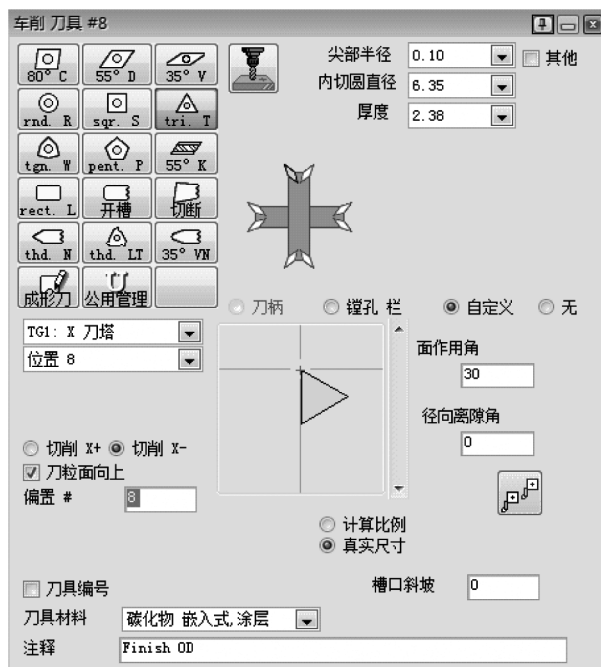 车削 刀具 #8
80° C
55° D
35° V
rnd. R
sqr. S
tri. T
tgn. W
pent. P
55° K
rect. L
开槽
切断
thd. N
thd. LT
35° VN
成形刀
公用管理
尖部半径 0.10
其他
内切圆直径 6.35
厚度 2.38
刀柄
镗孔 栏
自定义
无
TG1: X 刀塔
位置 8
面作用角
30
径向离隙角
0
切削 X+
切削 X-
刀粒面向上
偏置 # 8
计算比例
真实尺寸
刀具编号
槽口斜坡 0
刀具材料 碳化物 嵌入式,涂层
注释 Finish OD